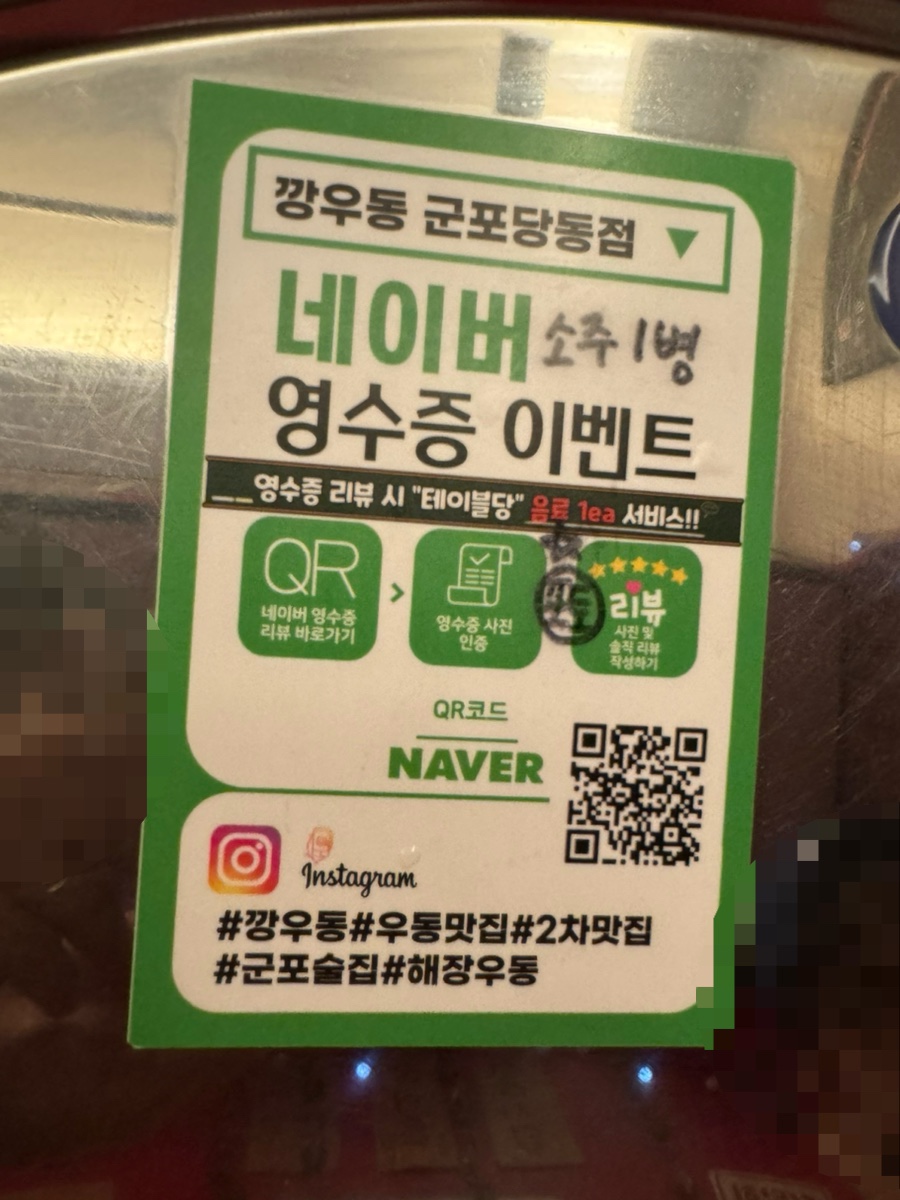 깡우동 군포당동점 ▼
네이버 소주 1병
영수증 이벤트
영수증 리뷰 시 "테이블당" 음료 1ea 서비스!!
QR
네이버 영수증
리뷰 바로가기
>
영수증 사진
인증
리뷰
사진 및
솔직 리뷰
작성하기
QR코드
NAVER
Instagram
#깡우동#우동맛집#2차맛집
#군포술집#해장우동